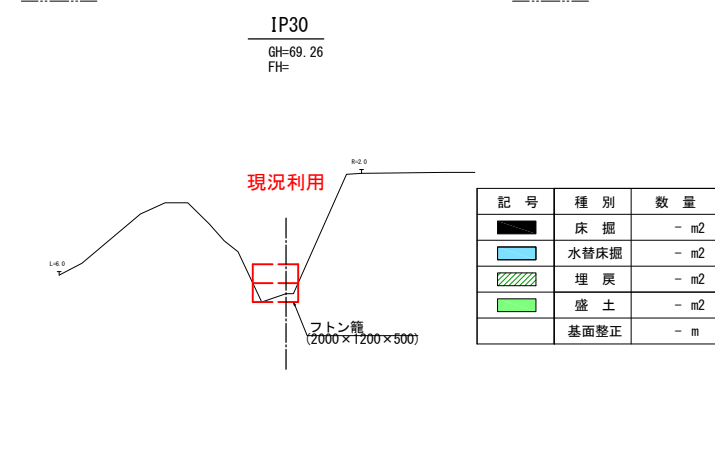 IP30
GH=69.26
FH=
R=2.0
現況利用
L=6.0
フトン籠
(2000×1200×500)
記 号 種 別 数 量
床 掘 - m2
水替床掘 - m2
埋 戻 - m2
盛 土 - m2
基面整正 - m